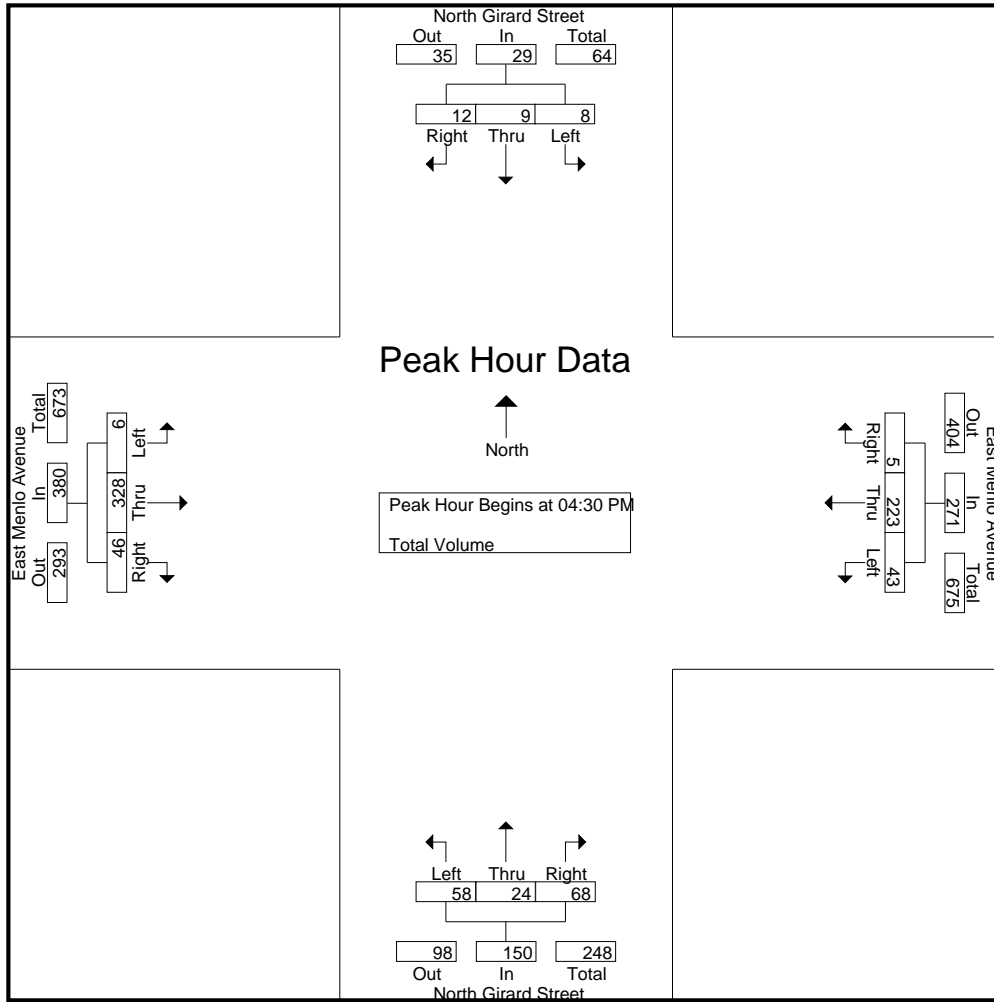 North Girard Street
Out In Total
35 29 64
12 9 8
Right Thru Left
Peak Hour Data
North
Peak Hour Begins at 04:30 PM
Total Volume
East Menlo Avenue
Out In Total
293 380 673
46 328 6
Right Thru Left
East Menlo Avenue
Out In Total
404 271 675
5 223 43
Right Thru Left
Left Thru Right
58 24 68
98 150 248
Out In Total
North Girard Street